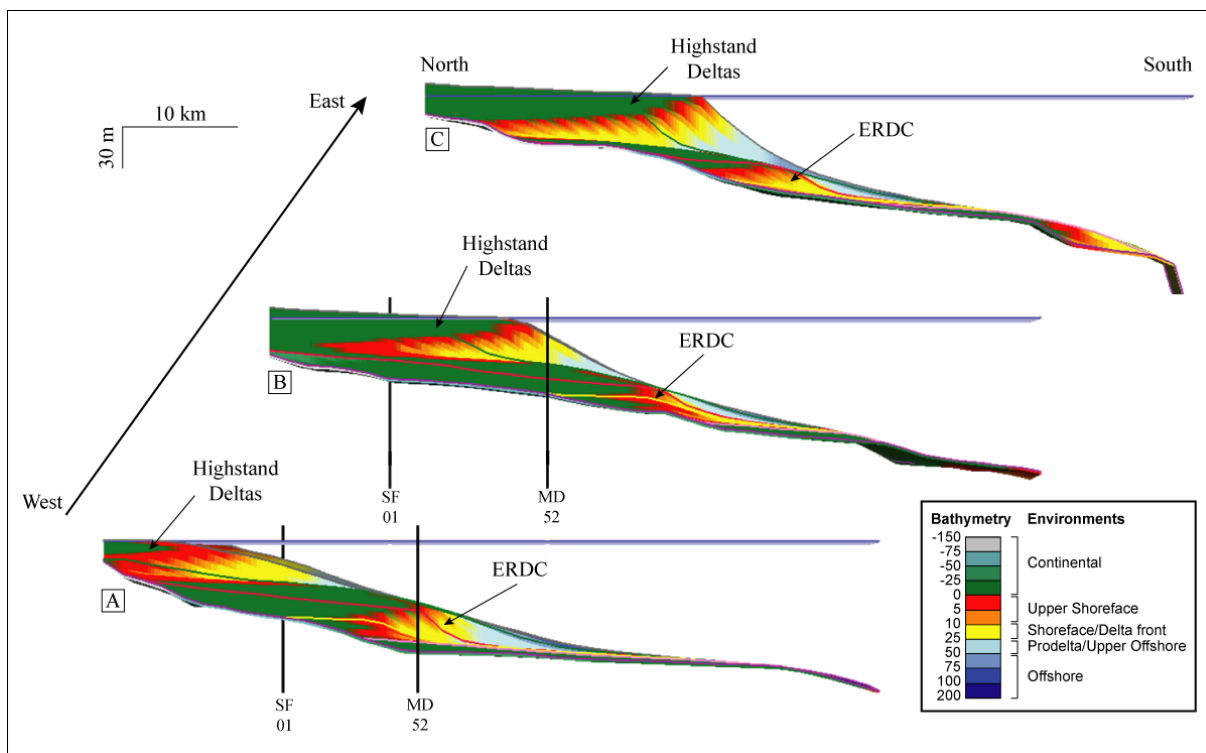 North
Highstand
Deltas
South
East
10 km
30 m
C
ERDC
Highstand
Deltas
B
ERDC
Highstand
Deltas
West
SF
01
MD
52
A
ERDC
SF
01
MD
52
Bathymetry Environments
-150
-75
-50
-25
Continental
0
5
Upper Shoreface
10
Shoreface/Delta front
25
Prodelta/Upper Offshore
50
75
Offshore
100
200